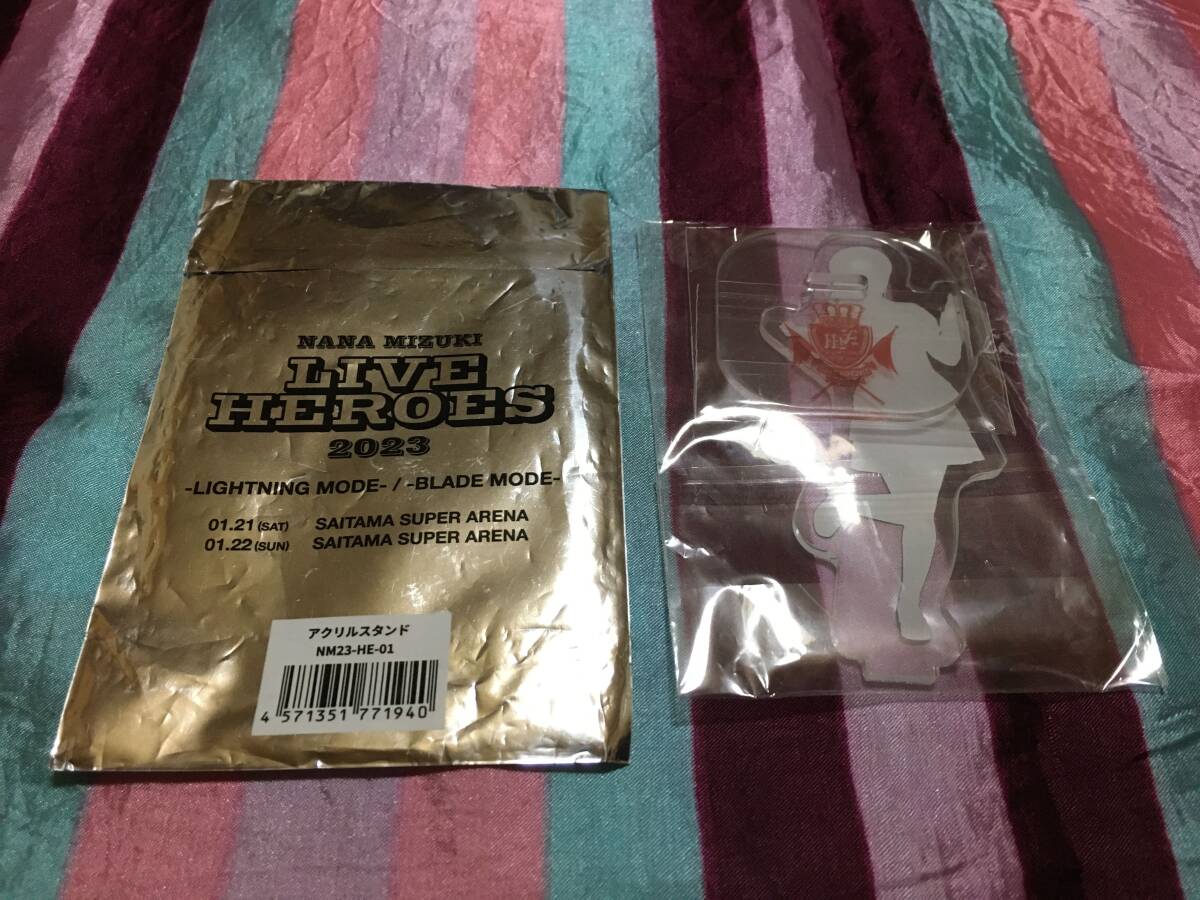 NANA MIZUKI
LIVE
HEROES
2023
-LIGHTNING MODE- / -BLADE MODE-
01.21 (SAT) SAITAMA SUPER ARENA
01.22 (SUN) SAITAMA SUPER ARENA
アクリルスタンド
NM23-HE-01
4 571351 771940